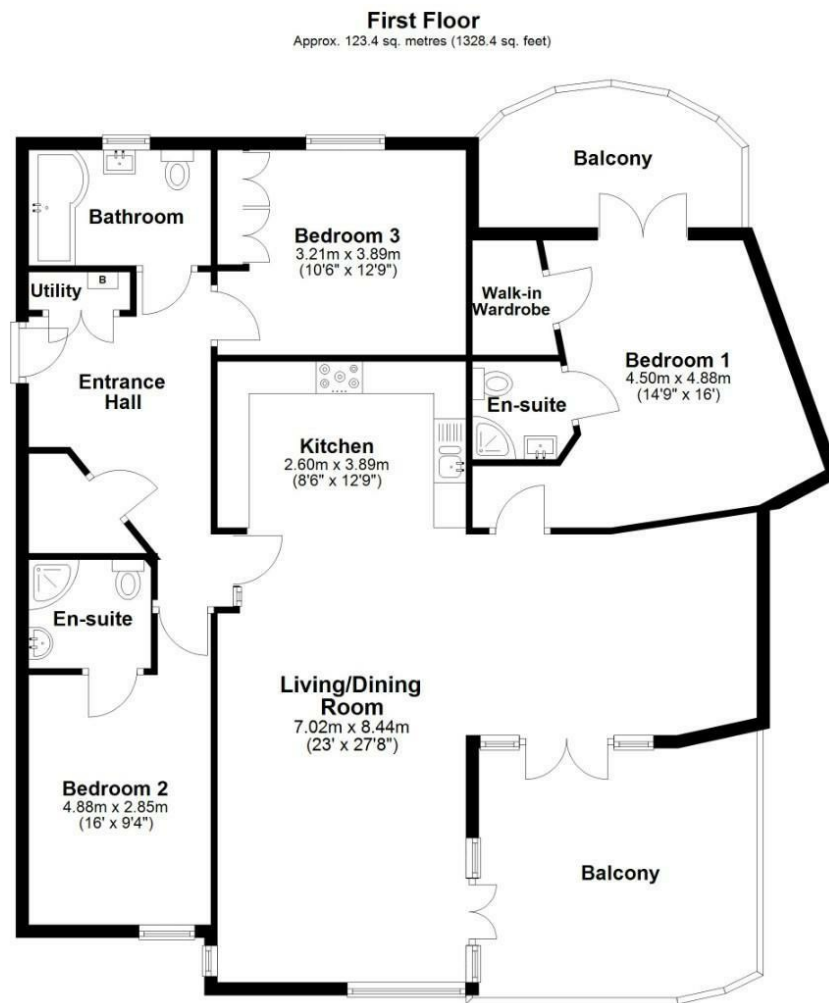 First Floor
Approx. 123.4 sq. metres (1328.4 sq. feet)
Balcony
Bathroom
Bedroom 3
3.21m x 3.89m
(10'6" x 12'9")
Utility
B
Walk-in
Wardrobe
Bedroom 1
4.50m x 4.88m
(14'9" x 16')
Entrance
Hall
En-suite
Kitchen
2.60m x 3.89m
(8'6" x 12'9")
En-suite
Living/Dining
Room
7.02m x 8.44m
(23' x 27'8")
Bedroom 2
4.88m x 2.85m
(16' x 9'4")
Balcony